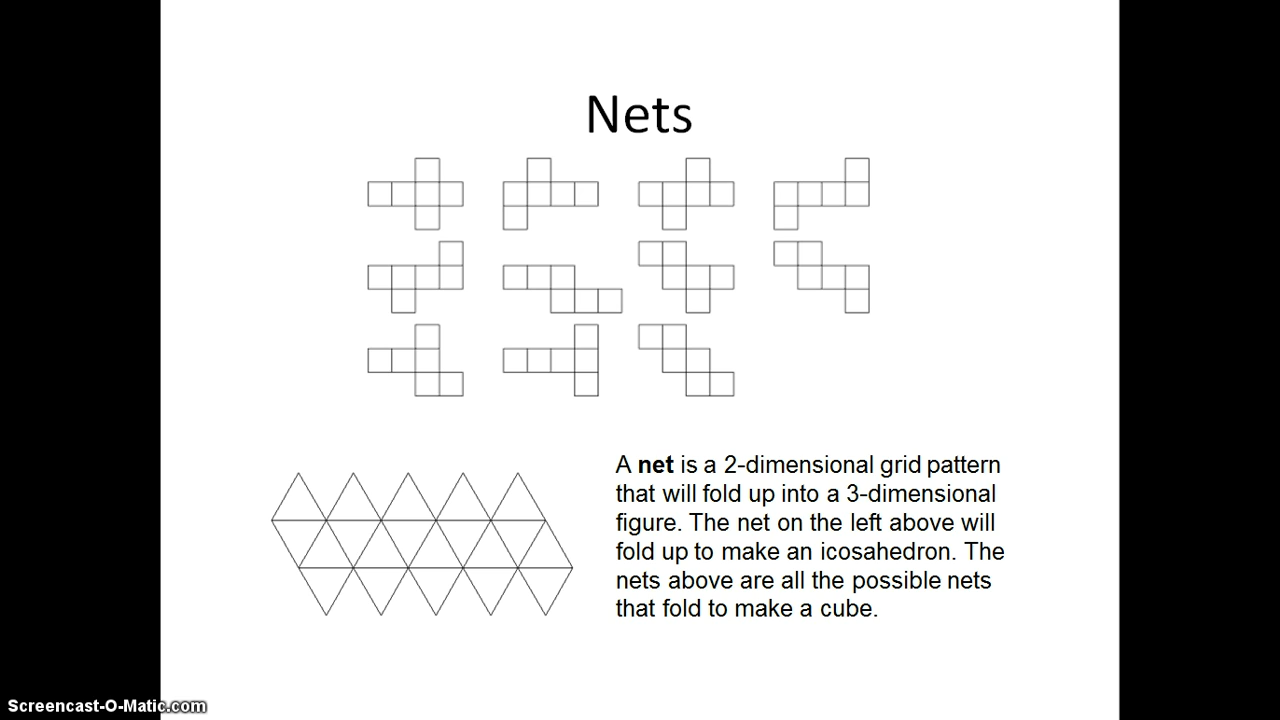 Nets
A net is a 2-dimensional grid pattern
that will fold up into a 3-dimensional
figure. The net on the left above will
fold up to make an icosahedron. The
nets above are all the possible nets
that fold to make a cube.
Screencast-O-Matic.com